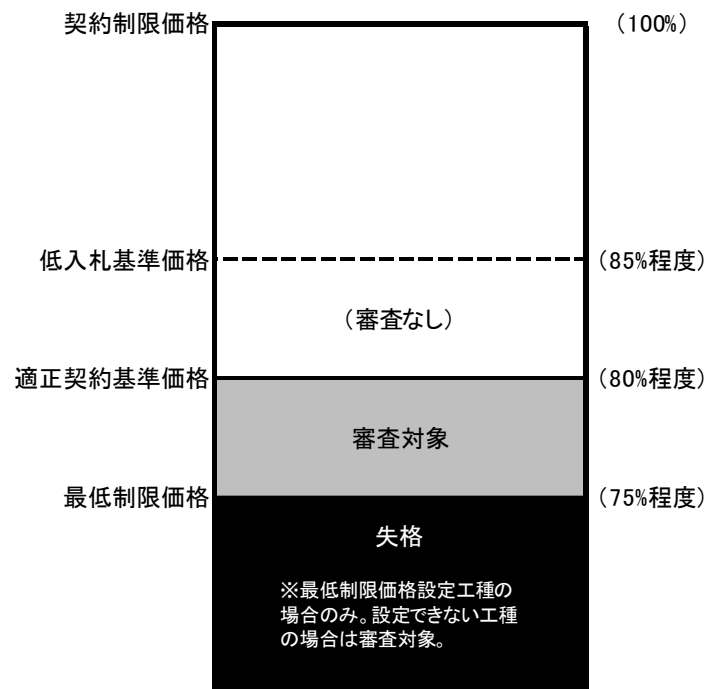 契約制限価格 (100%)
低入札基準価格 (85%程度)
(審査なし)
適正契約基準価格 (80%程度)
審査対象
最低制限価格 (75%程度)
失格
※最低制限価格設定工種の
場合のみ。設定できない工種
の場合は審査対象。